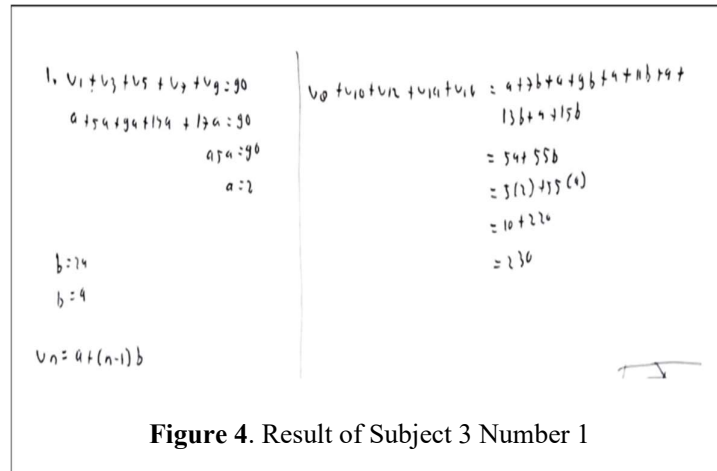 1. U1 + U3 + U5 + U7 + U9 = 90
a + 5a + 9a + 13a + 17a = 90
45a = 90
a = 2
b = 2a
b = 4
Un = a + (n-1) b
U8 + U10 + U12 + U14 + U16 = a + 7b + a + 9b + a + 11b + a +
13b + a + 15b
= 5a + 55b
= 5(2) + 55(4)
= 10 + 220
= 230
Figure 4. Result of Subject 3 Number 1